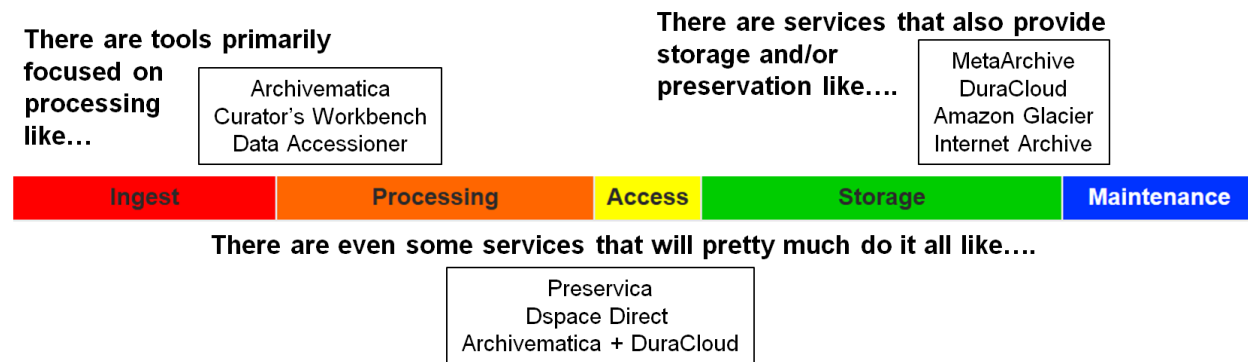 There are tools primarily
focused on
processing
like…
Archivematica
Curator's Workbench
Data Accessioner
There are services that also provide
storage and/or
preservation like….
MetaArchive
DuraCloud
Amazon Glacier
Internet Archive
Ingest Processing Access Storage Maintenance
There are even some services that will pretty much do it all like….
Preservica
Dspace Direct
Archivematica + DuraCloud